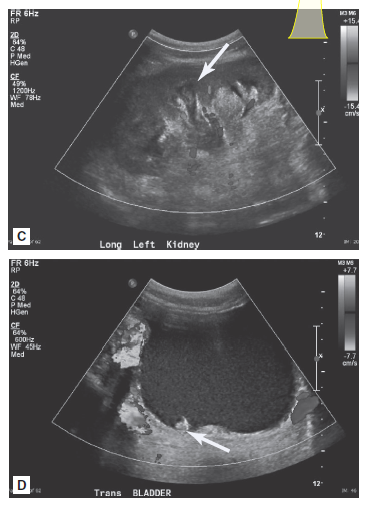 FR 6Hz
RP
2D
64%
C 48
P Med
HGen
CF
49%
1200Hz
WF 78Hz
Med
M3 M6
+15.4
-15.4
cm/s
x
12
C
Long Left Kidney
FR 6Hz
RP
2D
64%
C 48
P Med
HGen
CF
64%
600Hz
WF 45Hz
Med
M3 M6
+7.7
-7.7
cm/s
x
12
D
Trans BLADDER